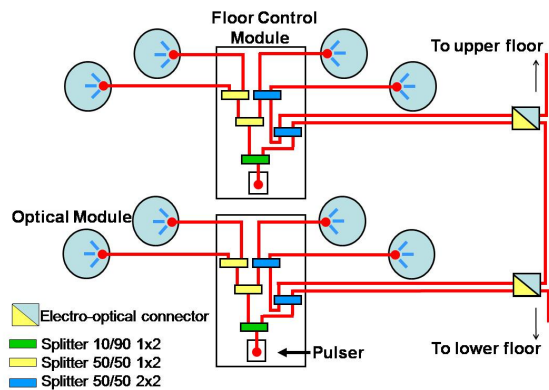 Floor Control
Module
To upper floor
Optical Module
Electro-optical connector
Splitter 10/90 1x2
Splitter 50/50 1x2
Splitter 50/50 2x2
Pulser
To lower floor